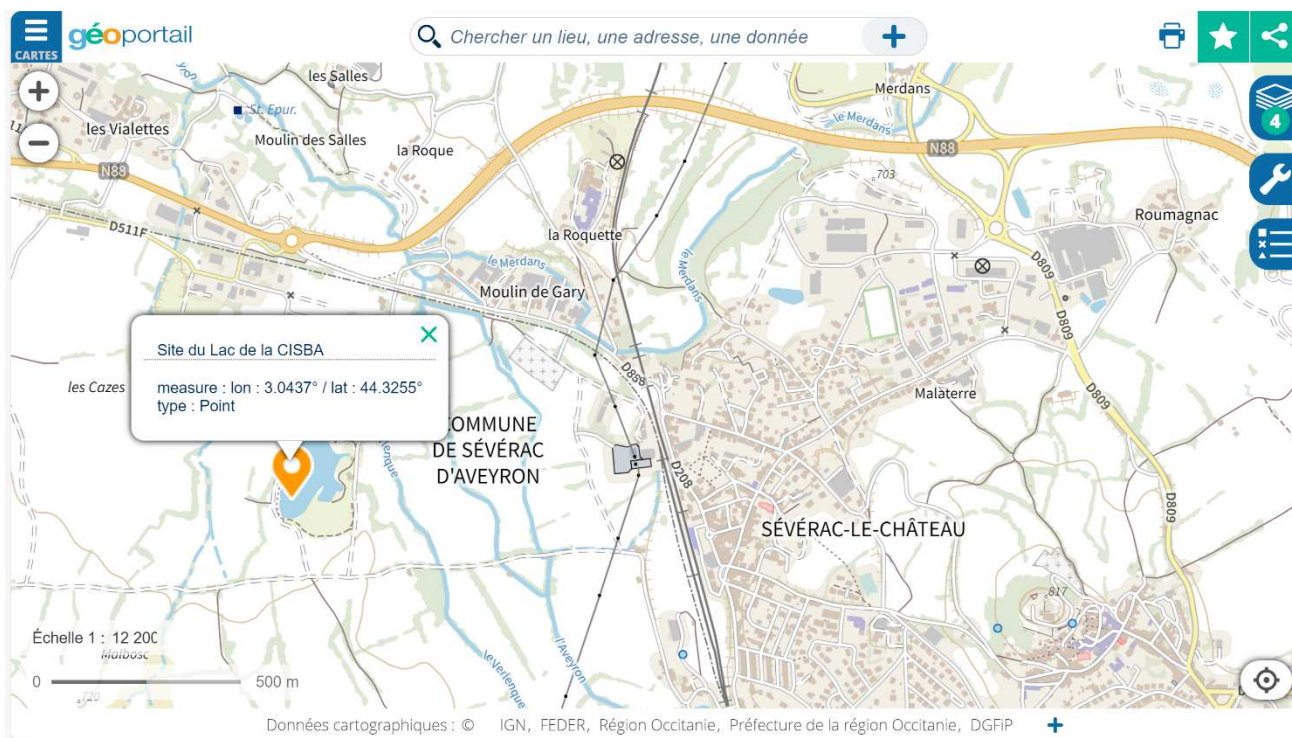 CARTES
géoportail
Chercher un lieu, une adresse, une donnée
4
les Salles
St. Epur.
les Vialettes
Moulin des Salles
la Roque
N88
D511F
Merdans
le Merdans
N88
703
Roumagnac
la Roquette
le Merdans
le Merdans
Moulin de Gary
D809
D809
D809
D809
Malaterre
Site du Lac de la CISBA
measure : lon : 3.0437° / lat : 44.3255°
type : Point
les Cazes
COMMUNE
DE SÉVÉRAC
D'AVEYRON
D208
SÉVÉRAC-LE-CHÂTEAU
817
l'Aveyron
le Verlenque
Échelle 1 : 12 200
Malbosc
0
500 m
720
Données cartographiques : © IGN, FEDER, Région Occitanie, Préfecture de la région Occitanie, DGFiP